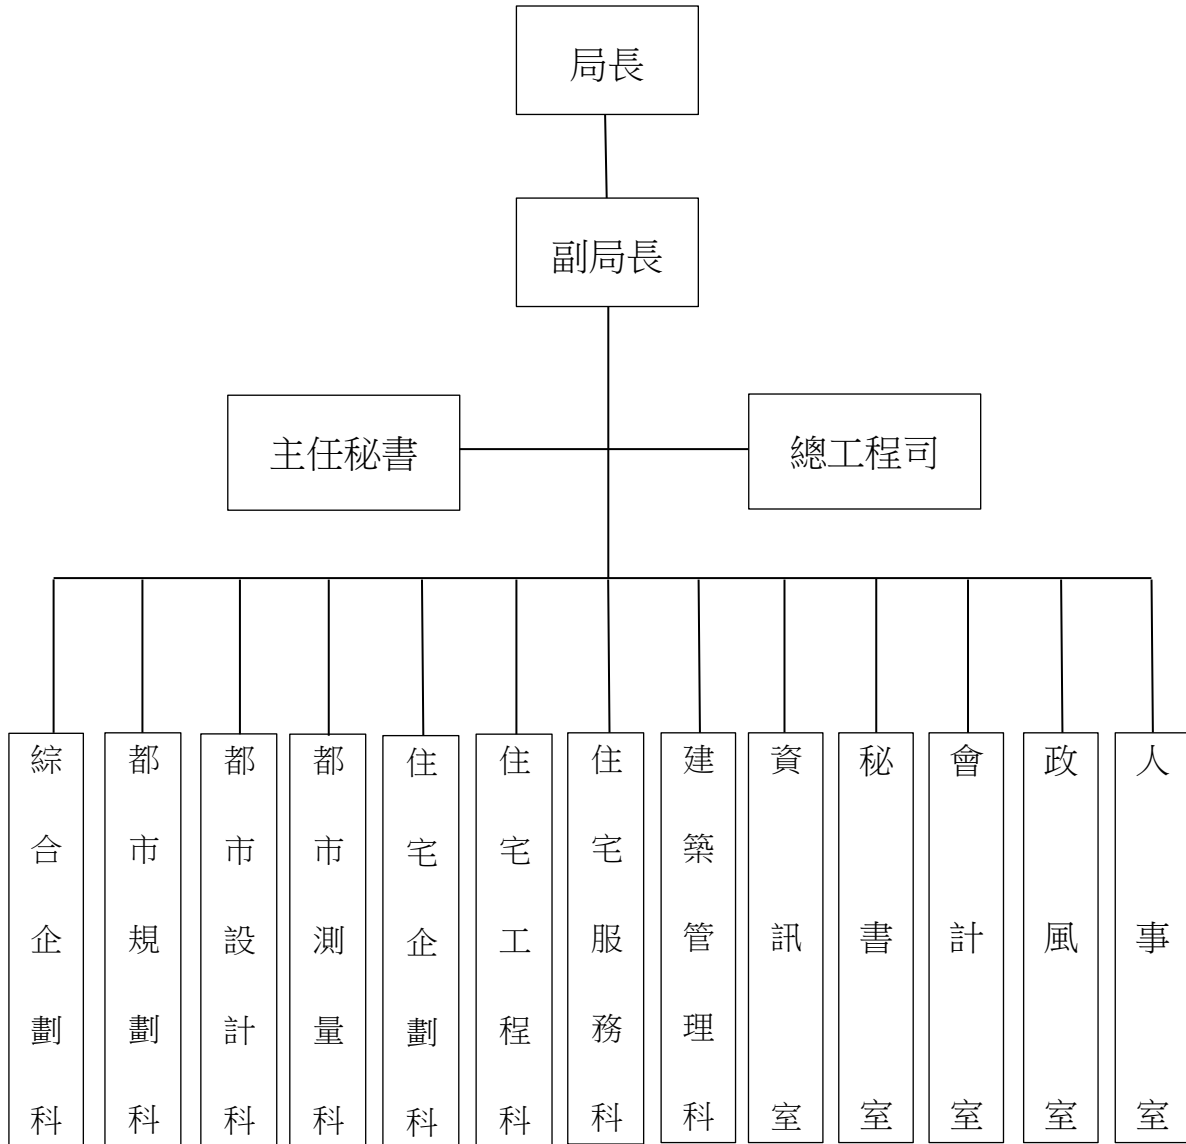 局長
副局長
主任秘書
總工程司
綜合企劃科
都市規劃科
都市設計科
都市測量科
住宅企劃科
住宅工程科
住宅服務科
建築管理科
資訊室
秘書室
會計室
政風室
人事室